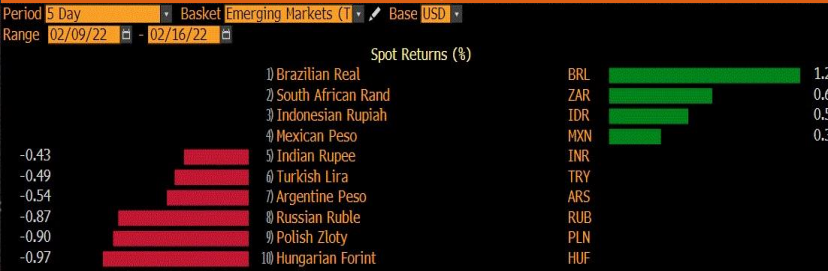 Period 5 Day Basket Emerging Markets (T Base USD
Range 02/09/22 - 02/16/22
Spot Returns (%)
1) Brazilian Real BRL 1.2
2) South African Rand ZAR 0.6
3) Indonesian Rupiah IDR 0.5
4) Mexican Peso MXN 0.3
-0.43 5) Indian Rupee INR
-0.49 6) Turkish Lira TRY
-0.54 7) Argentine Peso ARS
-0.87 8) Russian Ruble RUB
-0.90 9) Polish Zloty PLN
-0.97 10) Hungarian Forint HUF